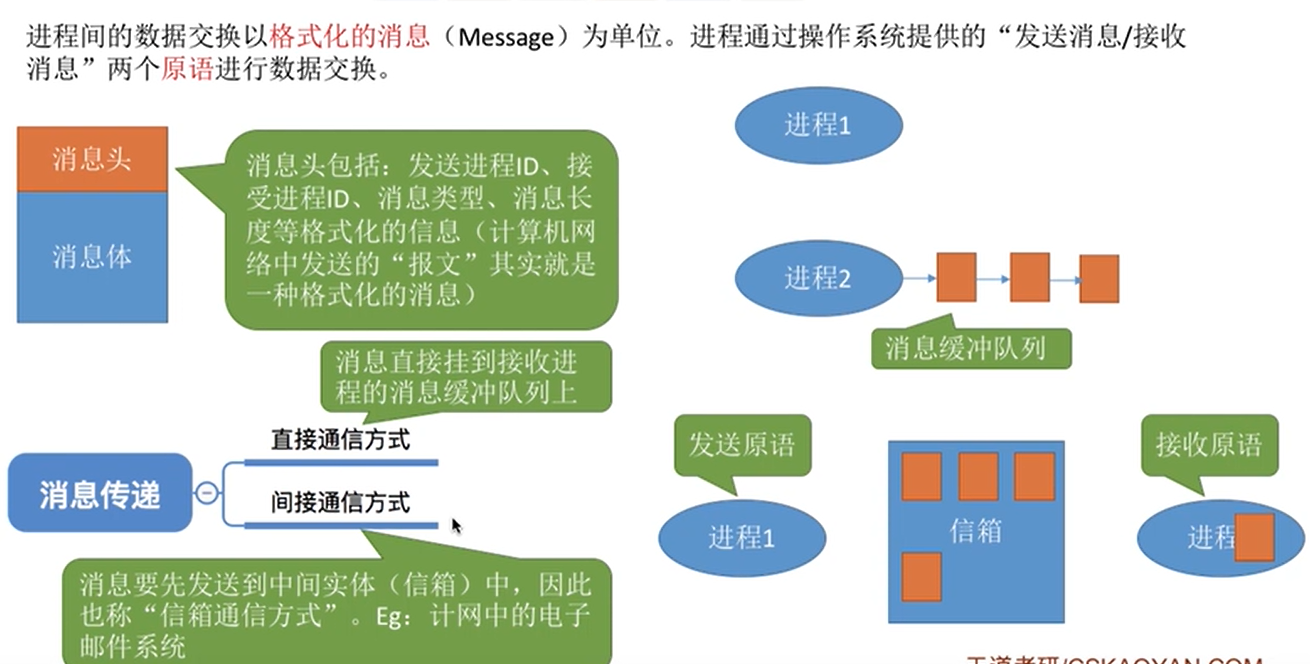 进程间的数据交换以格式化的消息（Message）为单位。进程通过操作系统提供的“发送消息/接收
消息”两个原语进行数据交换。
消息头
消息体
消息头包括：发送进程ID、接
受进程ID、消息类型、消息长
度等格式化的信息（计算机网
络中发送的“报文”其实就是
一种格式化的消息）
进程1
进程2
消息缓冲队列
消息直接挂到接收进
程的消息缓冲队列上
直接通信方式
消息传递
间接通信方式
消息要先发送到中间实体（信箱）中，因此
也称“信箱通信方式”。Eg：计网中的电子
邮件系统
发送原语
进程1
信箱
接收原语
进程
王道考研/CSKAOYAN.COM